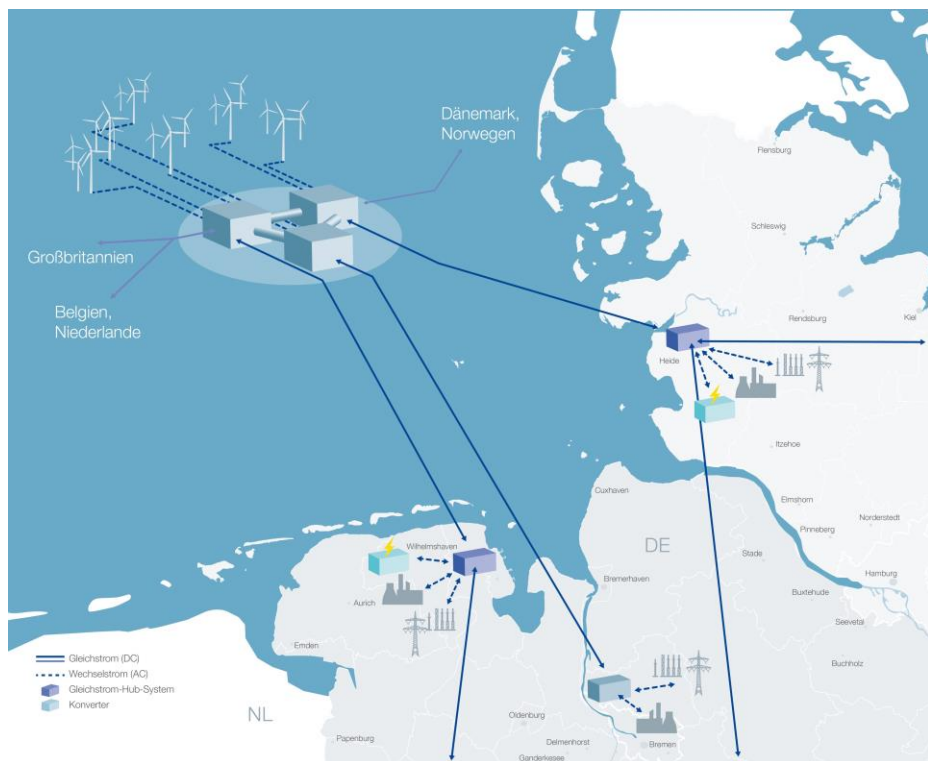 Dänemark,
Norwegen
Großbritannien
Belgien,
Niederlande
Flensburg
Schleswig
Rendsburg
Kiel
Heide
Itzehoe
Cuxhaven
Elmshorn
Pinneberg
Norderstedt
DE
Stade
Hamburg
Wilhelmshaven
Bremerhaven
Buxtehude
Aurich
Seevetal
Emden
Buchholz
Gleichstrom (DC)
Wechselstrom (AC)
Gleichstrom-Hub-System
Konverter
NL
Oldenburg
Papenburg
Delmenhorst
Bremen
Ganderkesee